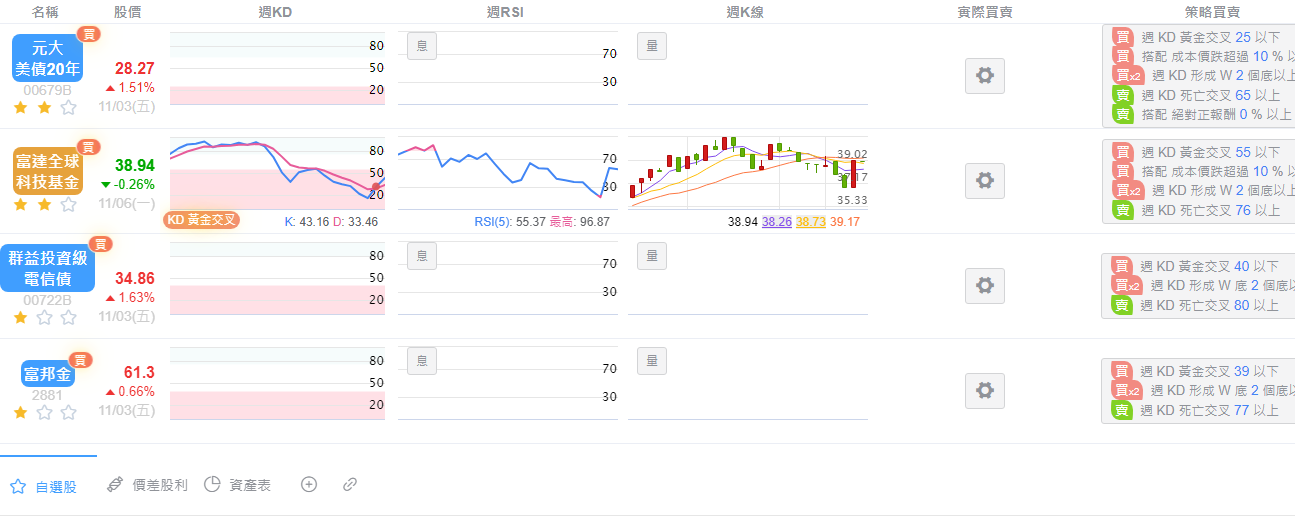 名稱 股價 週KD 週RSI 週K線 實際買賣 策略買賣
元大
美債20年
買
00679B
28.27
1.51%
11/03(五)
80
50
20
息
70
30
量
買 週 KD 黃金交叉 25 以下
買 搭配 成本價跌超過 10 % 以
買x2 週 KD 形成 W 2 個底以上
賣 週 KD 死亡交叉 65 以上
賣 搭配 絕對正報酬 0 % 以上
富達全球
科技基金
買
38.94
-0.26%
11/06(一)
80
50
20
KD 黃金交叉
K: 43.16 D: 33.46
70
30
RSI(5): 55.37 最高: 96.87
39.02
37.17
35.33
38.94 38.26 38.73 39.17
買 週 KD 黃金交叉 55 以下
買 搭配 成本價跌超過 10 % 以
買x2 週 KD 形成 W 2 個底以上
賣 週 KD 死亡交叉 76 以上
群益投資級
電信債
買
00722B
34.86
1.63%
11/03(五)
80
50
20
息
70
30
量
買 週 KD 黃金交叉 40 以下
買x2 週 KD 形成 W 底 2 個底以
賣 週 KD 死亡交叉 80 以上
富邦金
買
2881
61.3
0.66%
11/03(五)
80
50
20
息
70
30
量
買 週 KD 黃金交叉 39 以下
買x2 週 KD 形成 W 底 2 個底以
賣 週 KD 死亡交叉 77 以上
自選股 價差股利 資產表